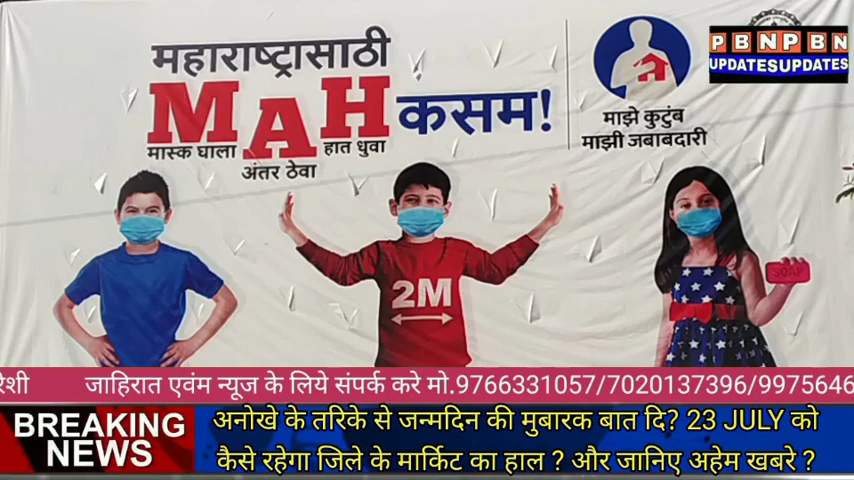 महाराष्ट्रासाठी
MAH कसम!
मास्क घाला
अंतर ठेवा
हात धुवा
माझे कुटुंब
माझी जबाबदारी
PBNPBN
UPDATESUPDATES
2M
SOAP
रेशी जाहिरात एवंम न्यूज के लिये संपर्क करे मो.9766331057/7020137396/9975646
BREAKING
NEWS
अनोखे के तरिके से जन्मदिन की मुबारक बात दि? 23 JULY को
कैसे रहेगा जिले के मार्किट का हाल ? और जानिए अहेम खबरे ?